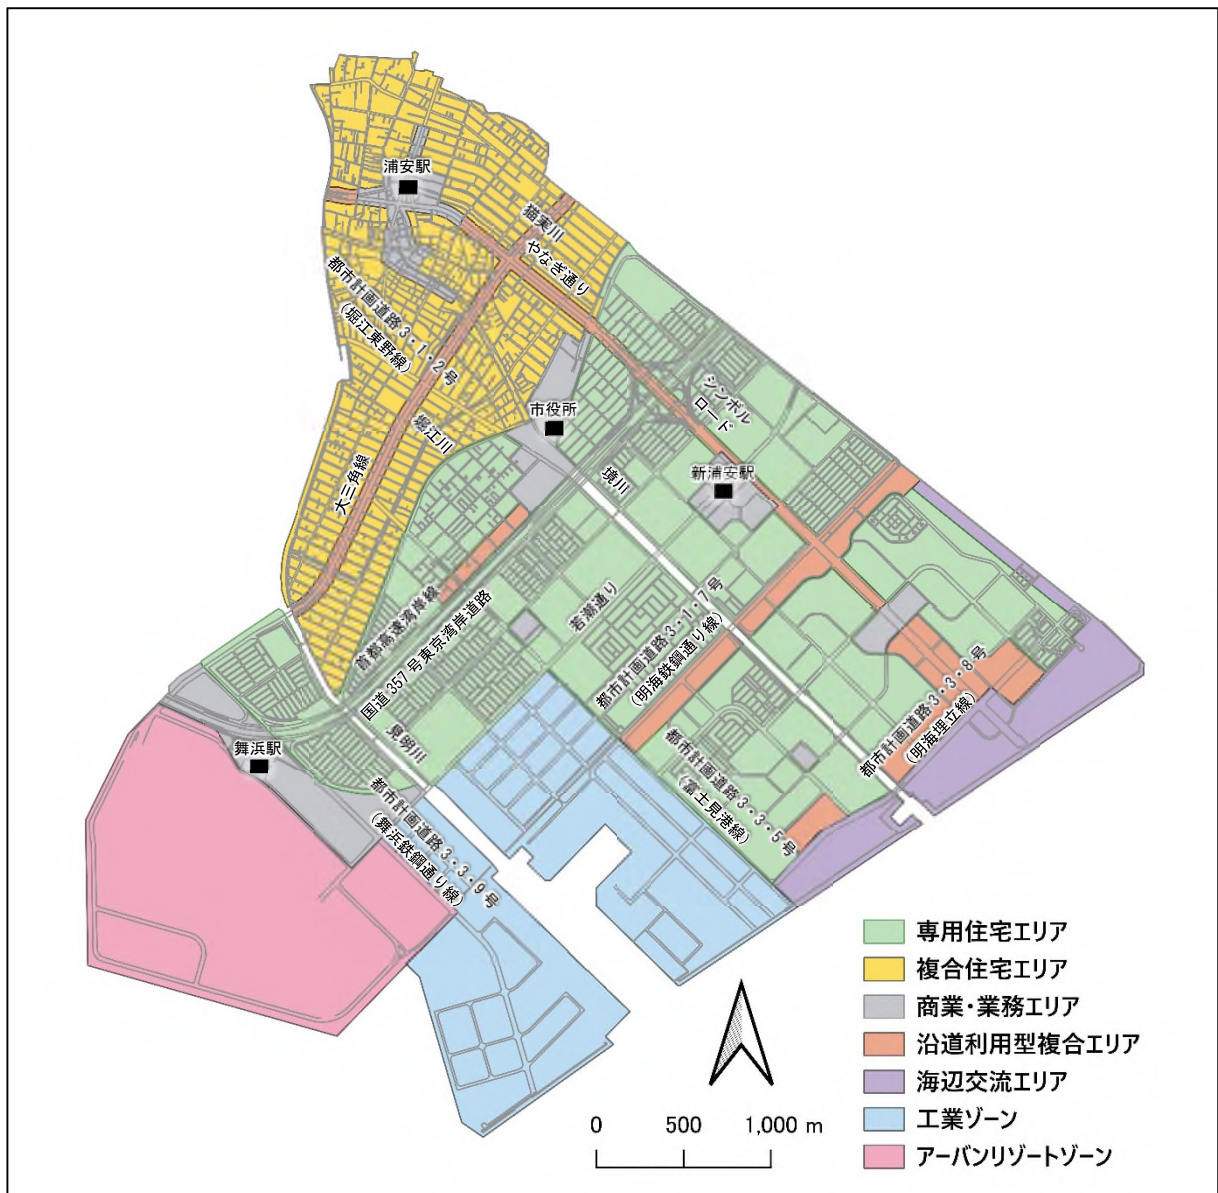 浦安駅
猫実川
やなぎ通り
都市計画道路3・1・2号
(堀江東野線)
シンボル
ロード
市役所
堀江川
大三角線
境川
新浦安駅
首都高速湾岸線
国道357号東京湾岸道路
若潮通り
都市計画道路3・1・7号
(明海鉄鋼通り線)
都市計画道路3・3・8号
(明海埋立線)
見明川
舞浜駅
都市計画道路3・3・5号
(富士見港線)
都市計画道路3・3・9号
(舞浜鉄鋼通り線)
専用住宅エリア
複合住宅エリア
商業・業務エリア
沿道利用型複合エリア
海辺交流エリア
工業ゾーン
アーバンリゾートゾーン
0 500 1,000 m